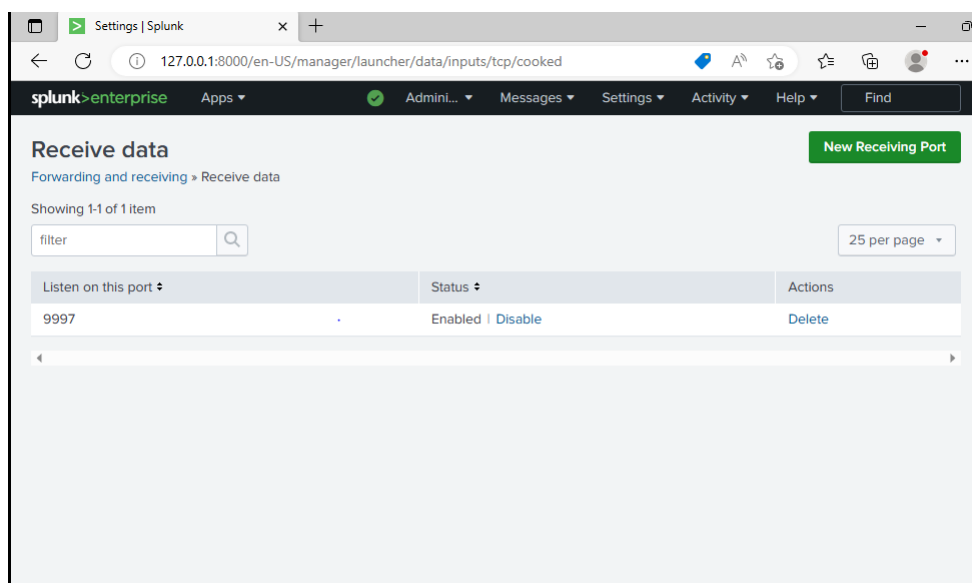 Settings | Splunk
127.0.0.1:8000/en-US/manager/launcher/data/inputs/tcp/cooked
splunk>enterprise Apps Admini... Messages Settings Activity Help Find
Receive data
New Receiving Port
Forwarding and receiving » Receive data
Showing 1-1 of 1 item
filter
25 per page
Listen on this port Status Actions
9997 Enabled | Disable Delete